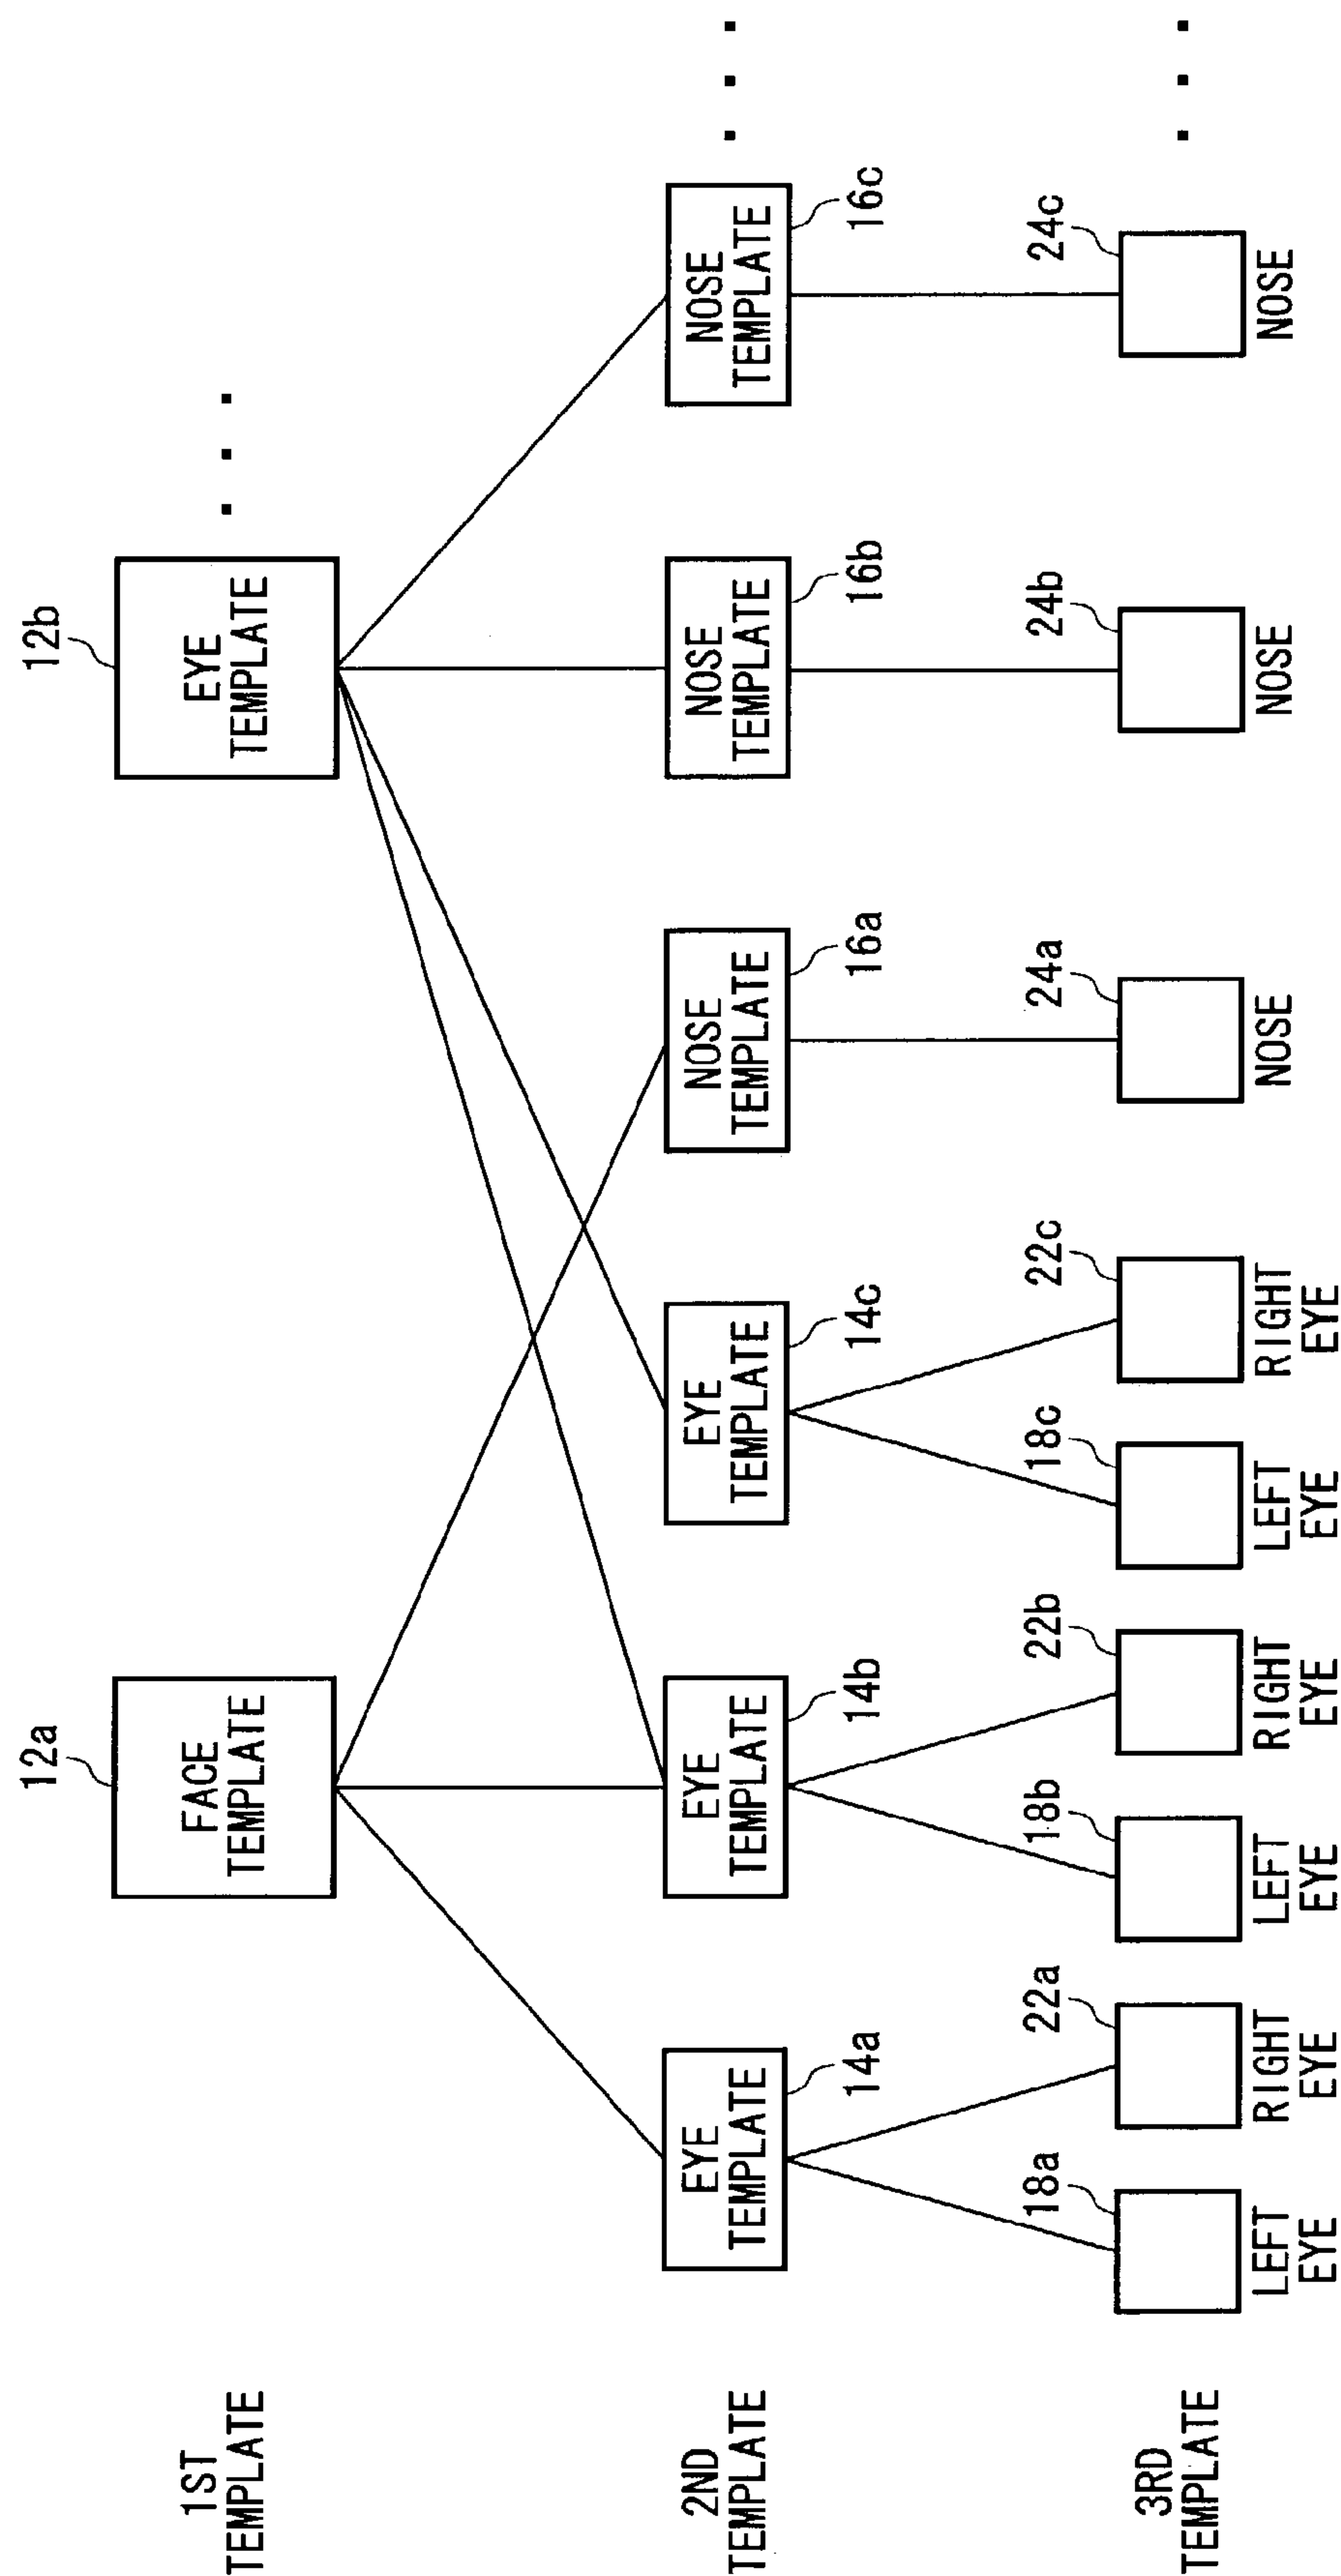 12a
12b
1ST
TEMPLATE
FACE
TEMPLATE
EYE
TEMPLATE
. . .
2ND
TEMPLATE
EYE
TEMPLATE
14a
EYE
TEMPLATE
14b
EYE
TEMPLATE
14c
NOSE
TEMPLATE
16a
NOSE
TEMPLATE
16b
NOSE
TEMPLATE
16c
. . .
3RD
TEMPLATE
18a
LEFT
EYE
22a
RIGHT
EYE
18b
LEFT
EYE
22b
RIGHT
EYE
18c
LEFT
EYE
22c
RIGHT
EYE
24a
NOSE
24b
NOSE
24c
NOSE
. . .